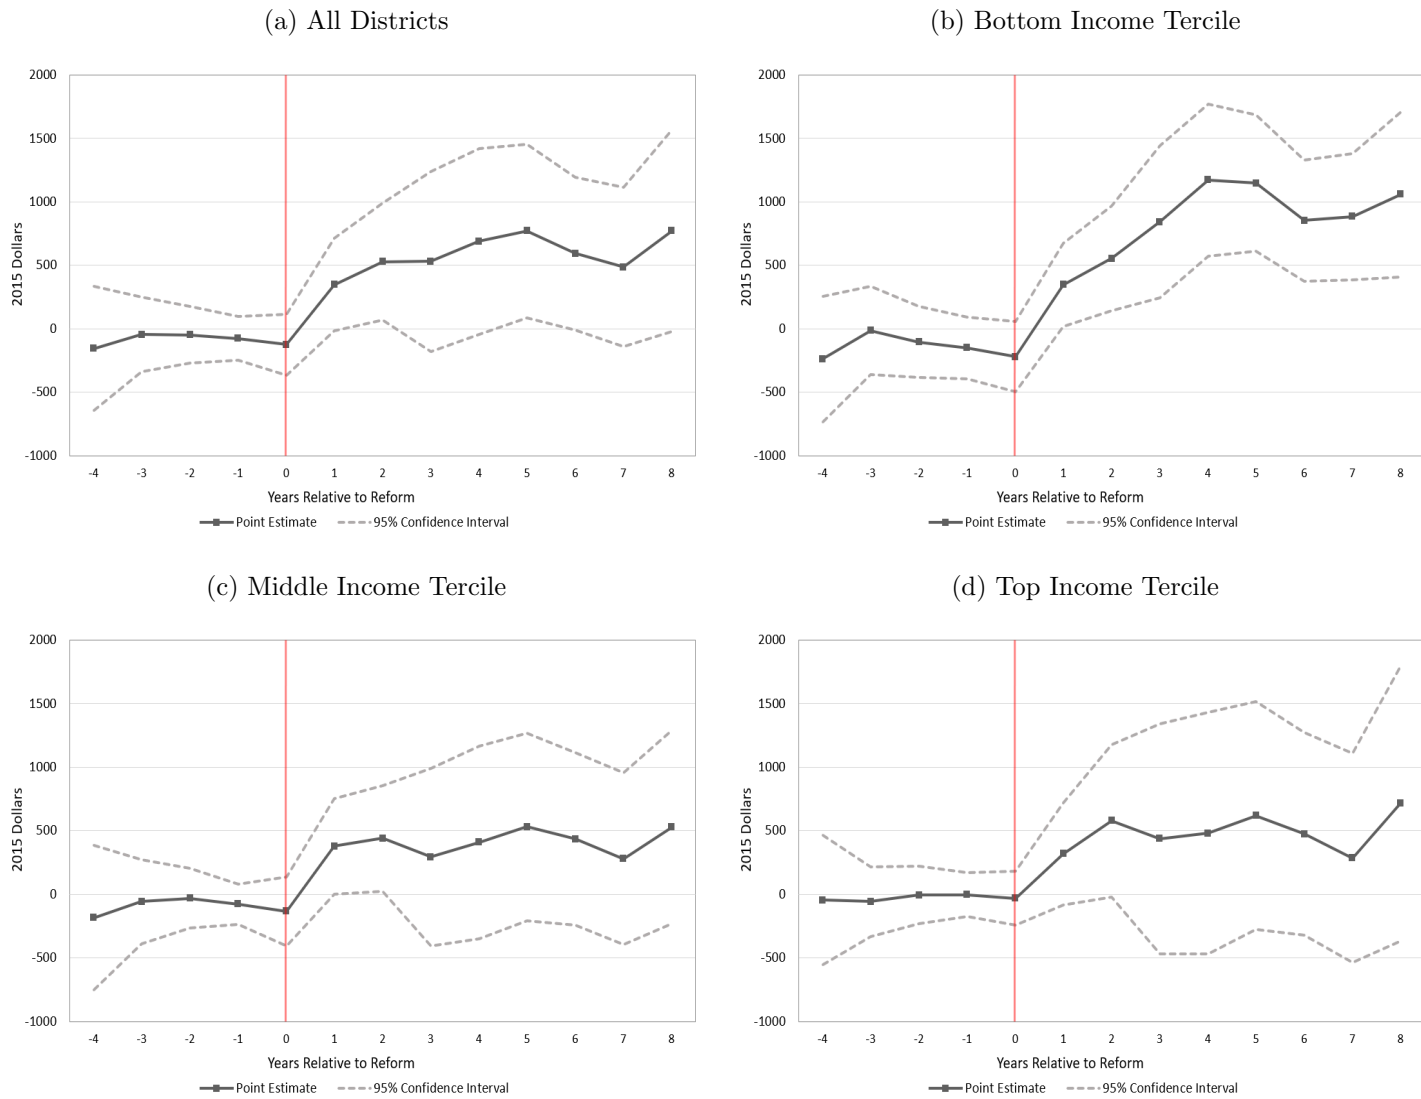 (a) All Districts
2000
1500
1000
500
0
-500
-1000
2015 Dollars
-4 -3 -2 -1 0 1 2 3 4 5 6 7 8
Years Relative to Reform
Point Estimate 95% Confidence Interval
(b) Bottom Income Tercile
2000
1500
1000
500
0
-500
-1000
2015 Dollars
-4 -3 -2 -1 0 1 2 3 4 5 6 7 8
Years Relative to Reform
Point Estimate 95% Confidence Interval
(c) Middle Income Tercile
2000
1500
1000
500
0
-500
-1000
2015 Dollars
-4 -3 -2 -1 0 1 2 3 4 5 6 7 8
Years Relative to Reform
Point Estimate 95% Confidence Interval
(d) Top Income Tercile
2000
1500
1000
500
0
-500
-1000
2015 Dollars
-4 -3 -2 -1 0 1 2 3 4 5 6 7 8
Years Relative to Reform
Point Estimate 95% Confidence Interval